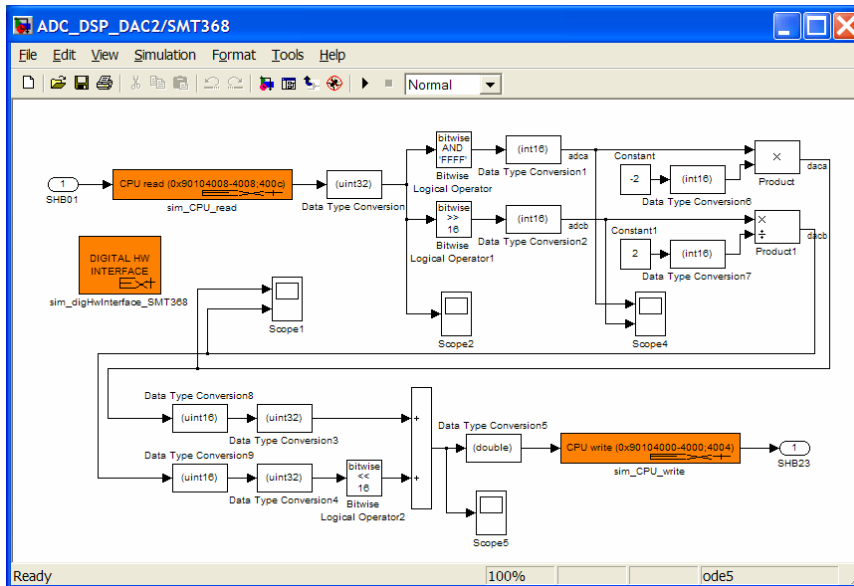 ADC_DSP_DAC2/SMT368
File Edit View Simulation Format Tools Help
Normal
1
SHB01
CPU read (0x90104008-4008;400c)
sim_CPU_read
(uint32)
Data Type Conversion
bitwise
AND
'FFFF'
Bitwise
Logical Operator
(int16)
Data Type Conversion1
adca
Constant
-2
(int16)
Data Type Conversion6
×
Product
daca
bitwise
>>
16
Bitwise
Logical Operator1
(int16)
Data Type Conversion2
adcb
Constant1
2
(int16)
Data Type Conversion7
×
÷
Product1
dacb
DIGITAL HW
INTERFACE
Ext
sim_digHwInterface_SMT368
Scope1
Scope2
Scope4
Data Type Conversion8
(uint16)
(uint32)
Data Type Conversion3
Data Type Conversion9
(uint16)
(uint32)
Data Type Conversion4
bitwise
<<
16
Bitwise
Logical Operator2
+
+
Data Type Conversion5
(double)
Scope5
CPU write (0x90104000-4000;4004)
sim_CPU_write
1
SHB23
Ready 100% ode5